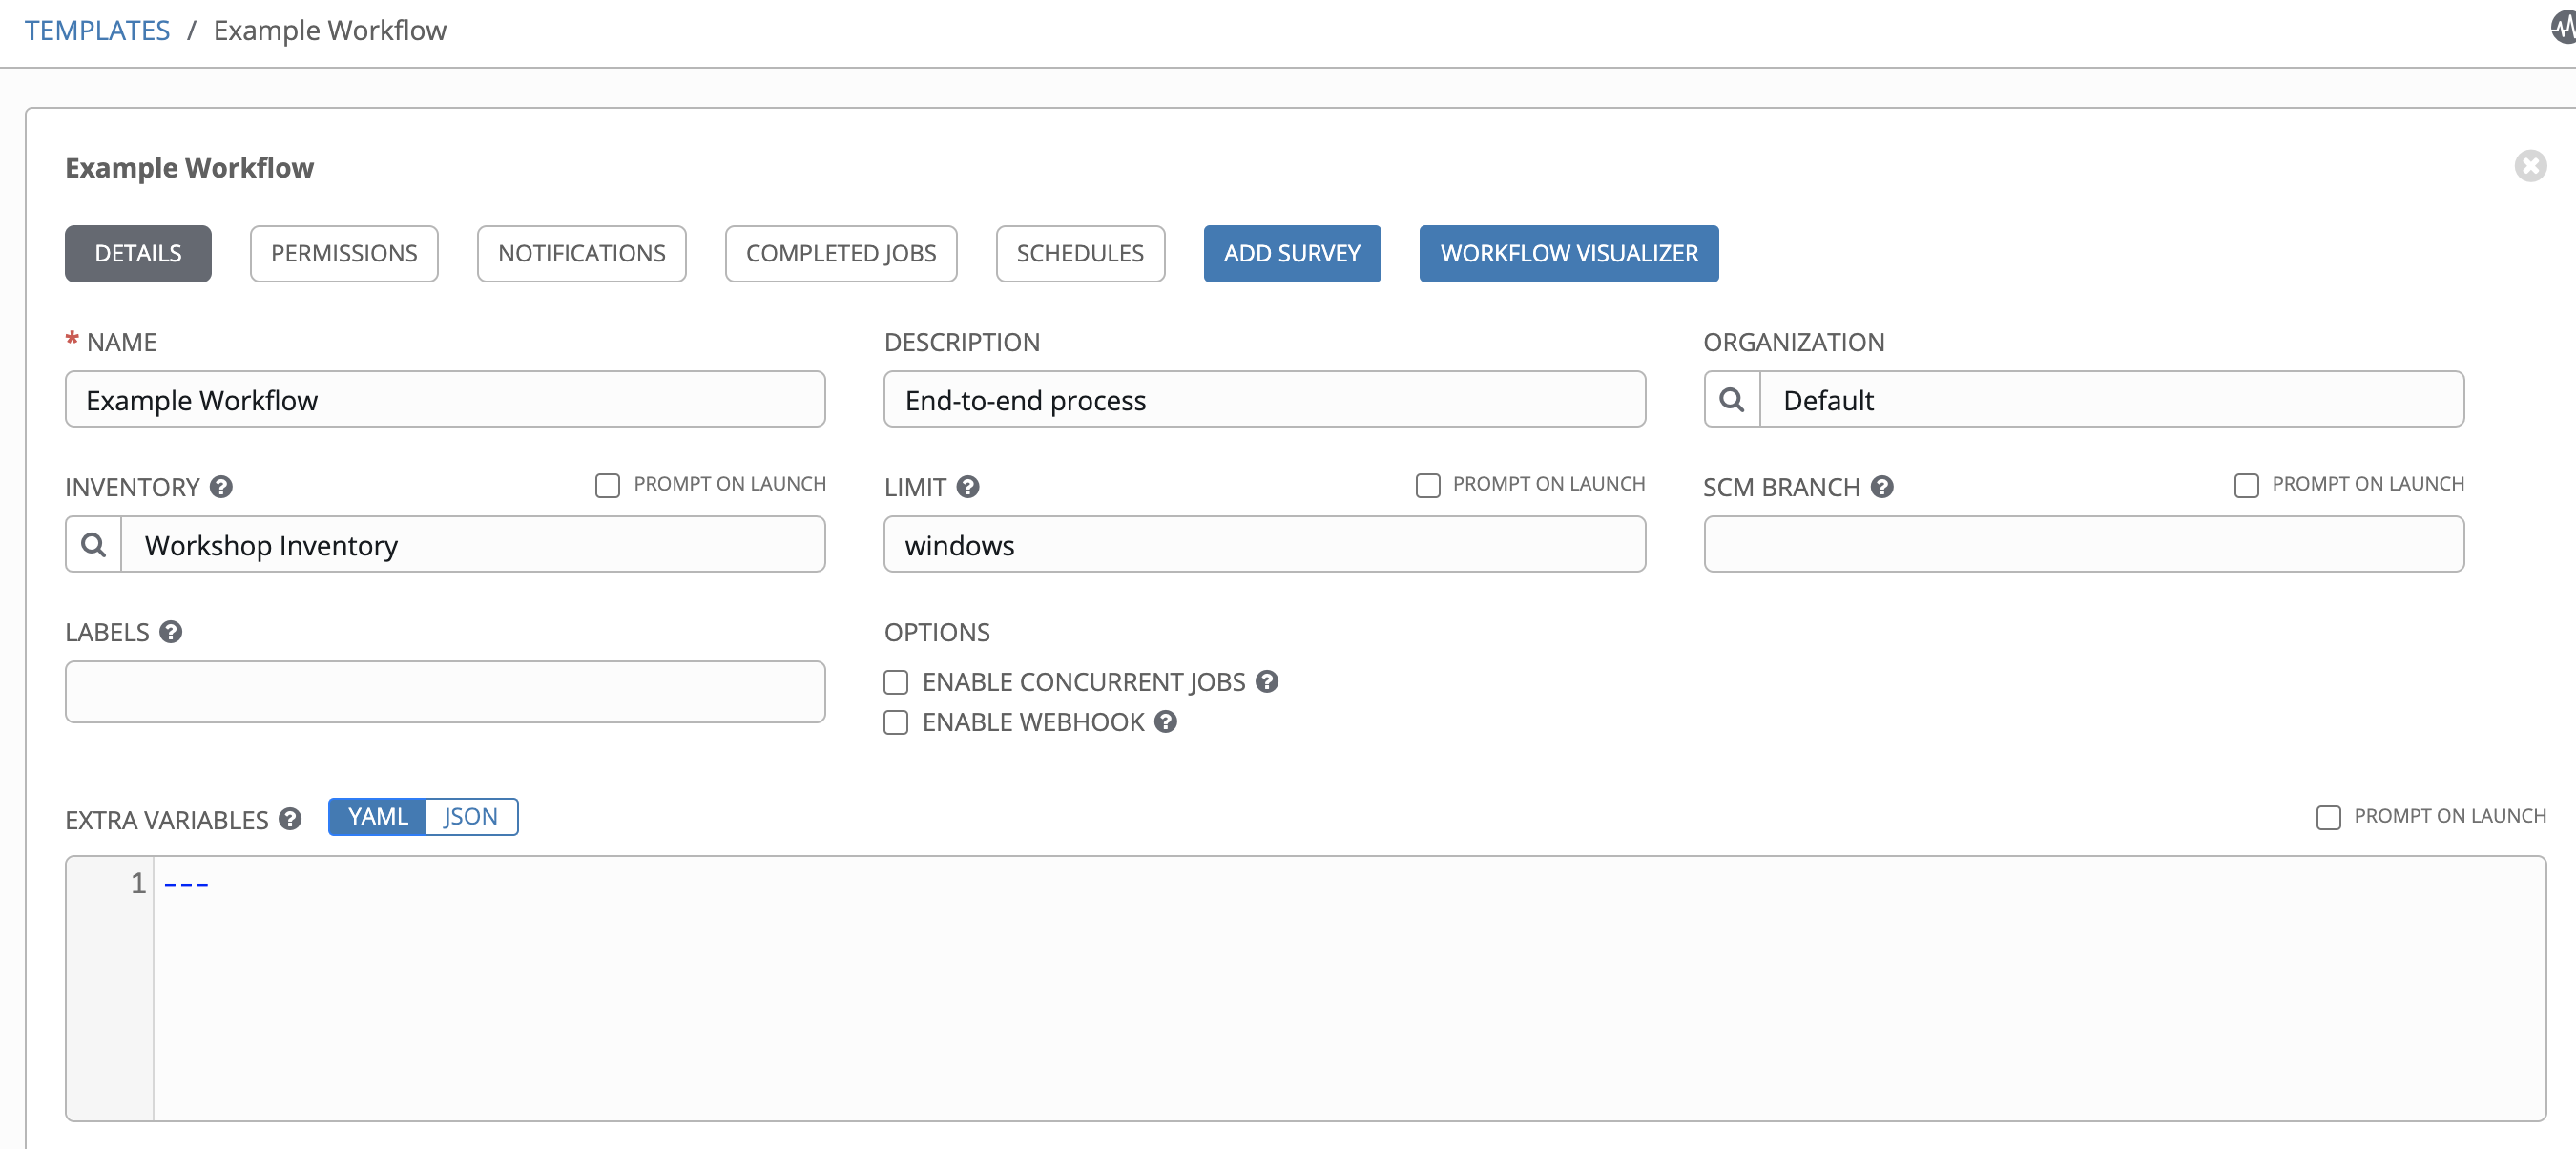 TEMPLATES / Example Workflow
Example Workflow
DETAILS PERMISSIONS NOTIFICATIONS COMPLETED JOBS SCHEDULES ADD SURVEY WORKFLOW VISUALIZER
* NAME DESCRIPTION ORGANIZATION
Example Workflow End-to-end process Default
INVENTORY ? PROMPT ON LAUNCH LIMIT ? PROMPT ON LAUNCH SCM BRANCH ? PROMPT ON LAUNCH
Workshop Inventory windows
LABELS ? OPTIONS
ENABLE CONCURRENT JOBS ?
ENABLE WEBHOOK ?
EXTRA VARIABLES ? YAML JSON PROMPT ON LAUNCH
1 ---